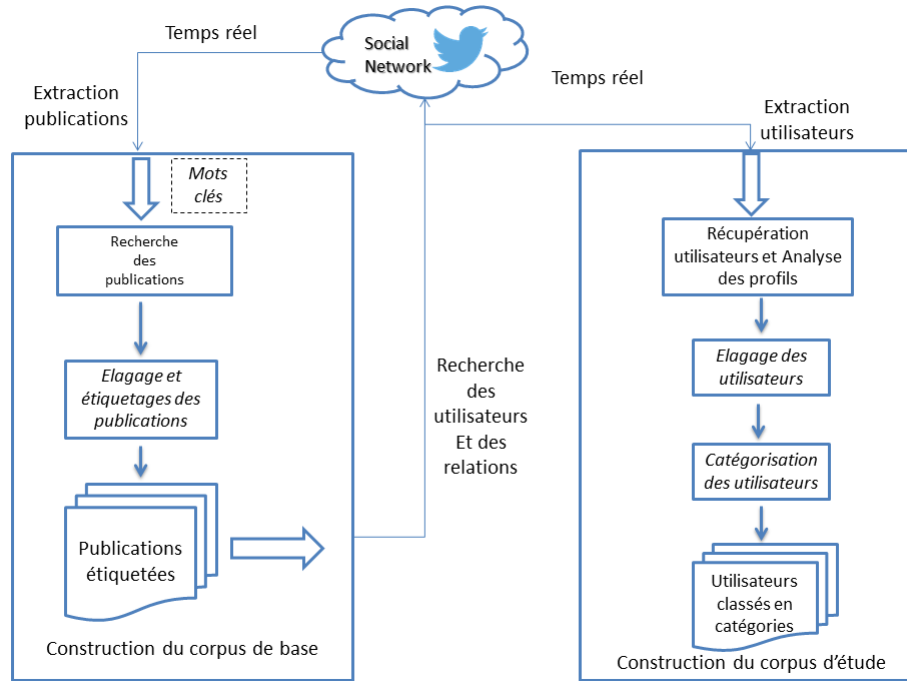 Temps réel
Social
Network
Temps réel
Extraction
publications
Extraction
utilisateurs
Mots
clés
Recherche
des
publications
Elagage et
étiquetages des
publications
Publications
étiquetées
Construction du corpus de base
Recherche
des
utilisateurs
Et des
relations
Récupération
utilisateurs et Analyse
des profils
Elagage des
utilisateurs
Catégorisation
des utilisateurs
Utilisateurs
classés en
catégories
Construction du corpus d’étude